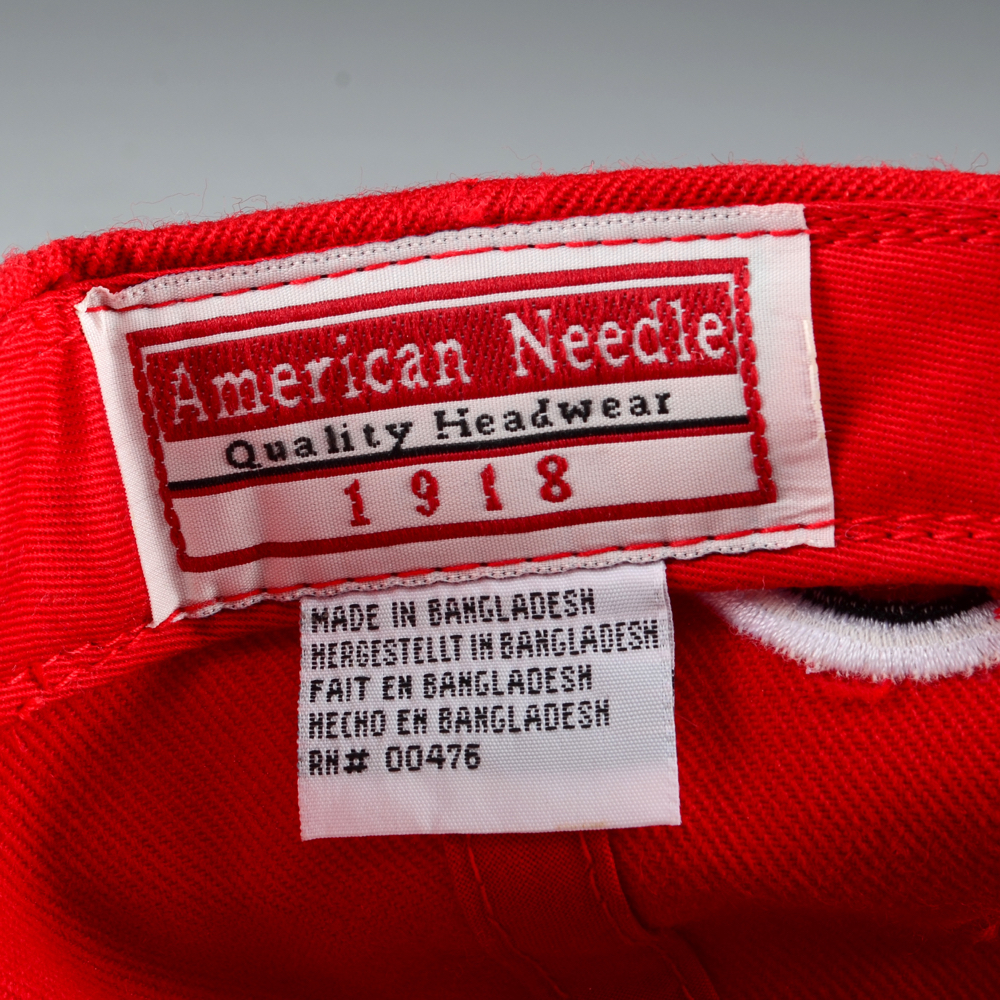 American Needle
Quality Headwear
1918
MADE IN BANGLADESH
HERGESTELLT IN BANGLADESH
FAIT EN BANGLADESH
HECHO EN BANGLADESH
RN# 00476